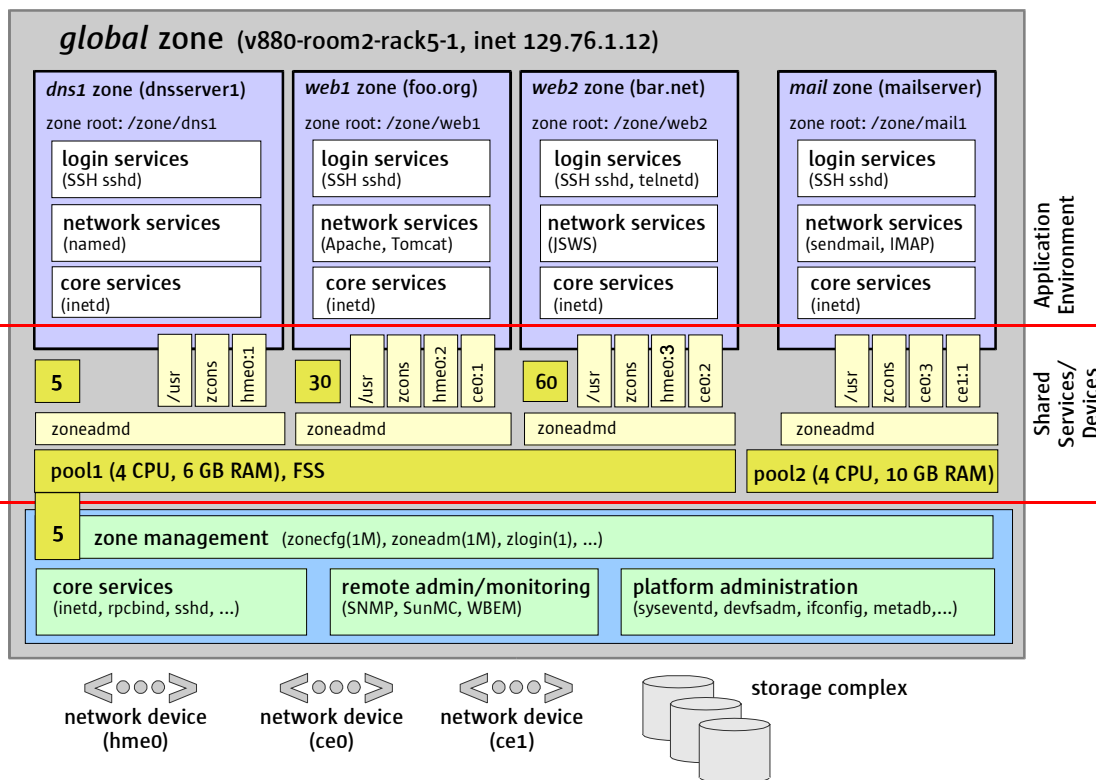 global zone (v880-room2-rack5-1, inet 129.76.1.12)
dns1 zone (dnsserver1)
zone root: /zone/dns1
login services
(SSH sshd)
network services
(named)
core services
(inetd)
web1 zone (foo.org)
zone root: /zone/web1
login services
(SSH sshd)
network services
(Apache, Tomcat)
core services
(inetd)
web2 zone (bar.net)
zone root: /zone/web2
login services
(SSH sshd, telnetd)
network services
(JSWS)
core services
(inetd)
mail zone (mailserver)
zone root: /zone/mail1
login services
(SSH sshd)
network services
(sendmail, IMAP)
core services
(inetd)
Application
Environment
5
/usr
zcons
hme0:1
zoneadmd
30
/usr
zcons
hme0:2
ce0:1
zoneadmd
60
/usr
zcons
hme0:3
ce0:2
zoneadmd
/usr
zcons
ce0:3
ce1:1
zoneadmd
Shared
Services/
Devices
pool1 (4 CPU, 6 GB RAM), FSS
pool2 (4 CPU, 10 GB RAM)
5
zone management (zonecfg(1M), zoneadm(1M), zlogin(1), ...)
core services
(inetd, rpcbind, sshd, ...)
remote admin/monitoring
(SNMP, SunMC, WBEM)
platform administration
(syseventd, devfsadm, ifconfig, metadb,...)
network device
(hme0)
network device
(ce0)
network device
(ce1)
storage complex